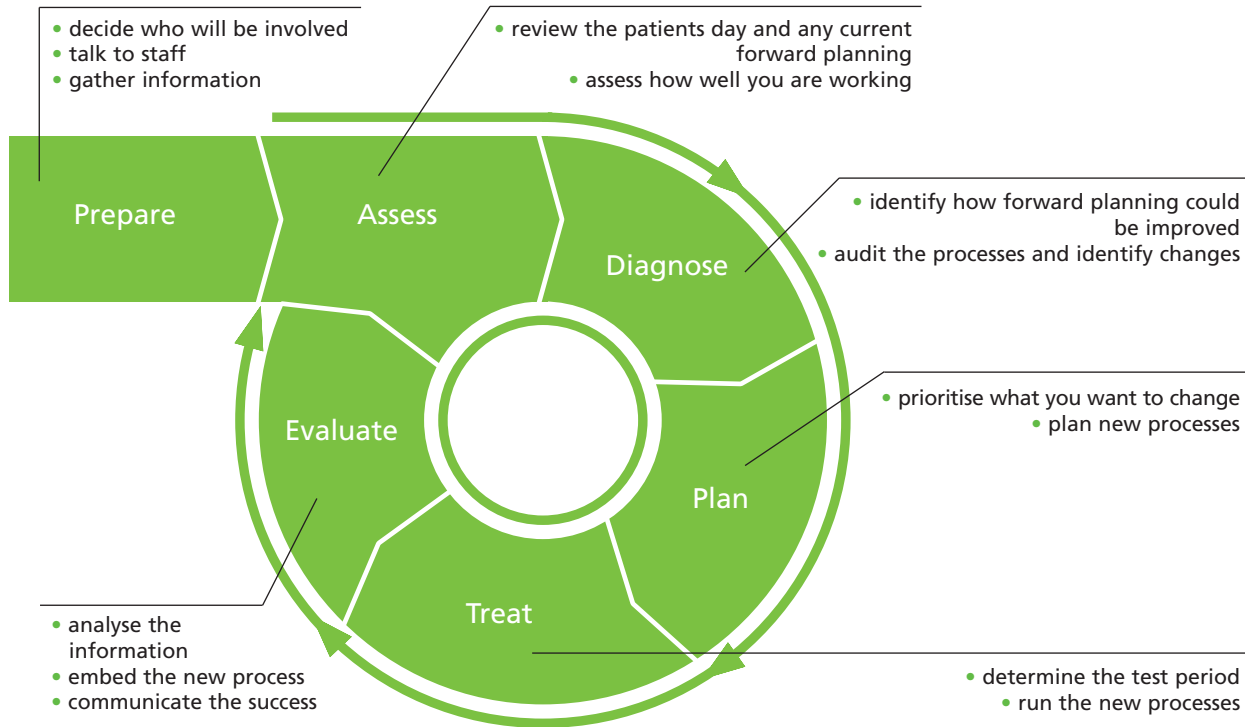 • decide who will be involved
• talk to staff
• gather information
• review the patients day and any current
forward planning
• assess how well you are working
Prepare
Assess
Diagnose
• identify how forward planning could
be improved
• audit the processes and identify changes
• prioritise what you want to change
• plan new processes
Evaluate
Plan
Treat
• analyse the
information
• embed the new process
• communicate the success
• determine the test period
• run the new processes